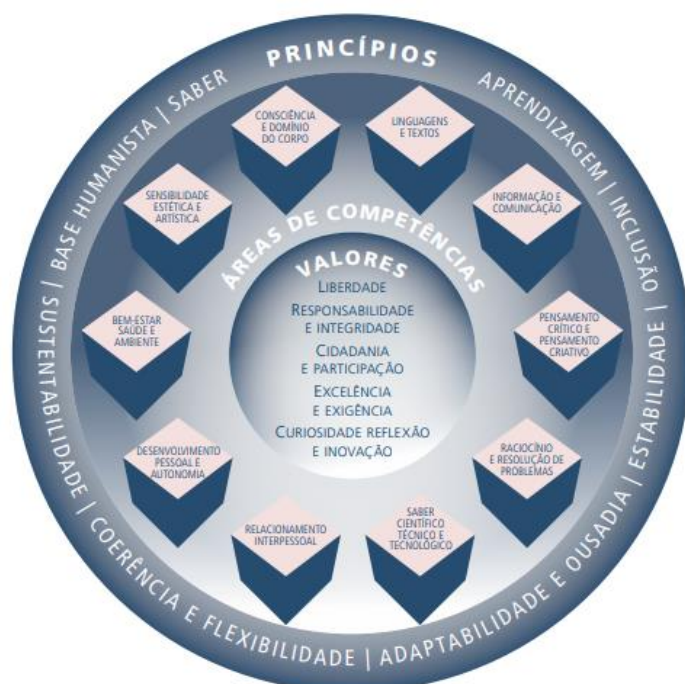 PRINCÍPIOS
BASE HUMANISTA | SABER
APRENDIZAGEM | INCLUSÃO |
ESTABILIDADE |
ADAPTABILIDADE E OUSADIA |
COERÊNCIA E FLEXIBILIDADE |
SUSTENTABILIDADE |
ÁREAS DE COMPETÊNCIAS
LINGUAGENS
E TEXTOS
INFORMAÇÃO E
COMUNICAÇÃO
PENSAMENTO
CRÍTICO E
PENSAMENTO
CRIATIVO
RACIOCÍNIO
E RESOLUÇÃO DE
PROBLEMAS
SABER
CIENTÍFICO
TÉCNICO E
TECNOLÓGICO
RELACIONAMENTO
INTERPESSOAL
DESENVOLVIMENTO
PESSOAL E
AUTONOMIA
BEM-ESTAR
SAÚDE E
AMBIENTE
SENSIBILIDADE
ESTÉTICA E
ARTÍSTICA
CONSCIÊNCIA
E DOMÍNIO
DO CORPO
VALORES
LIBERDADE
RESPONSABILIDADE
E INTEGRIDADE
CIDADANIA
E PARTICIPAÇÃO
EXCELÊNCIA
E EXIGÊNCIA
CURIOSIDADE REFLEXÃO
E INOVAÇÃO